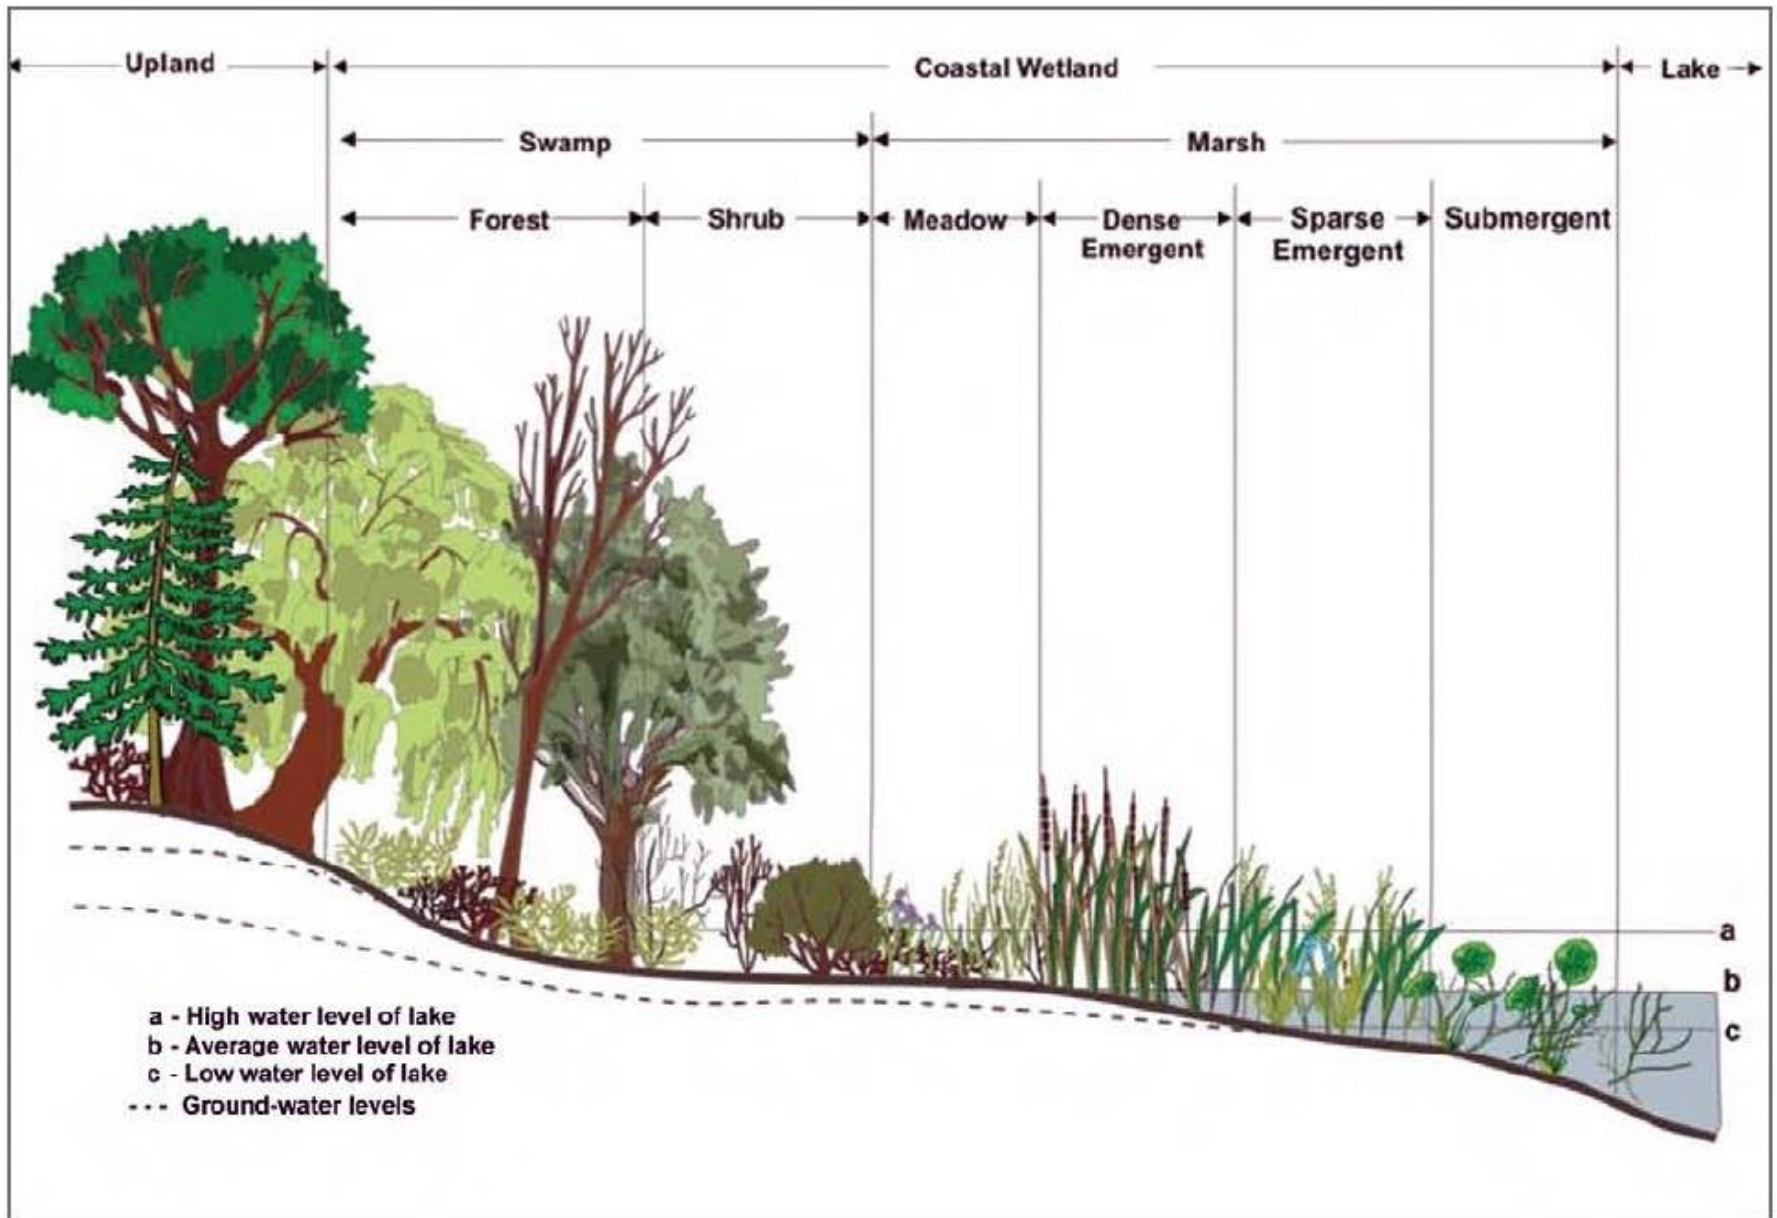 Upland
Coastal Wetland
Lake
Swamp
Marsh
Forest
Shrub
Meadow
Dense
Emergent
Sparse
Emergent
Submergent
a
b
c
a - High water level of lake
b - Average water level of lake
c - Low water level of lake
--- Ground-water levels